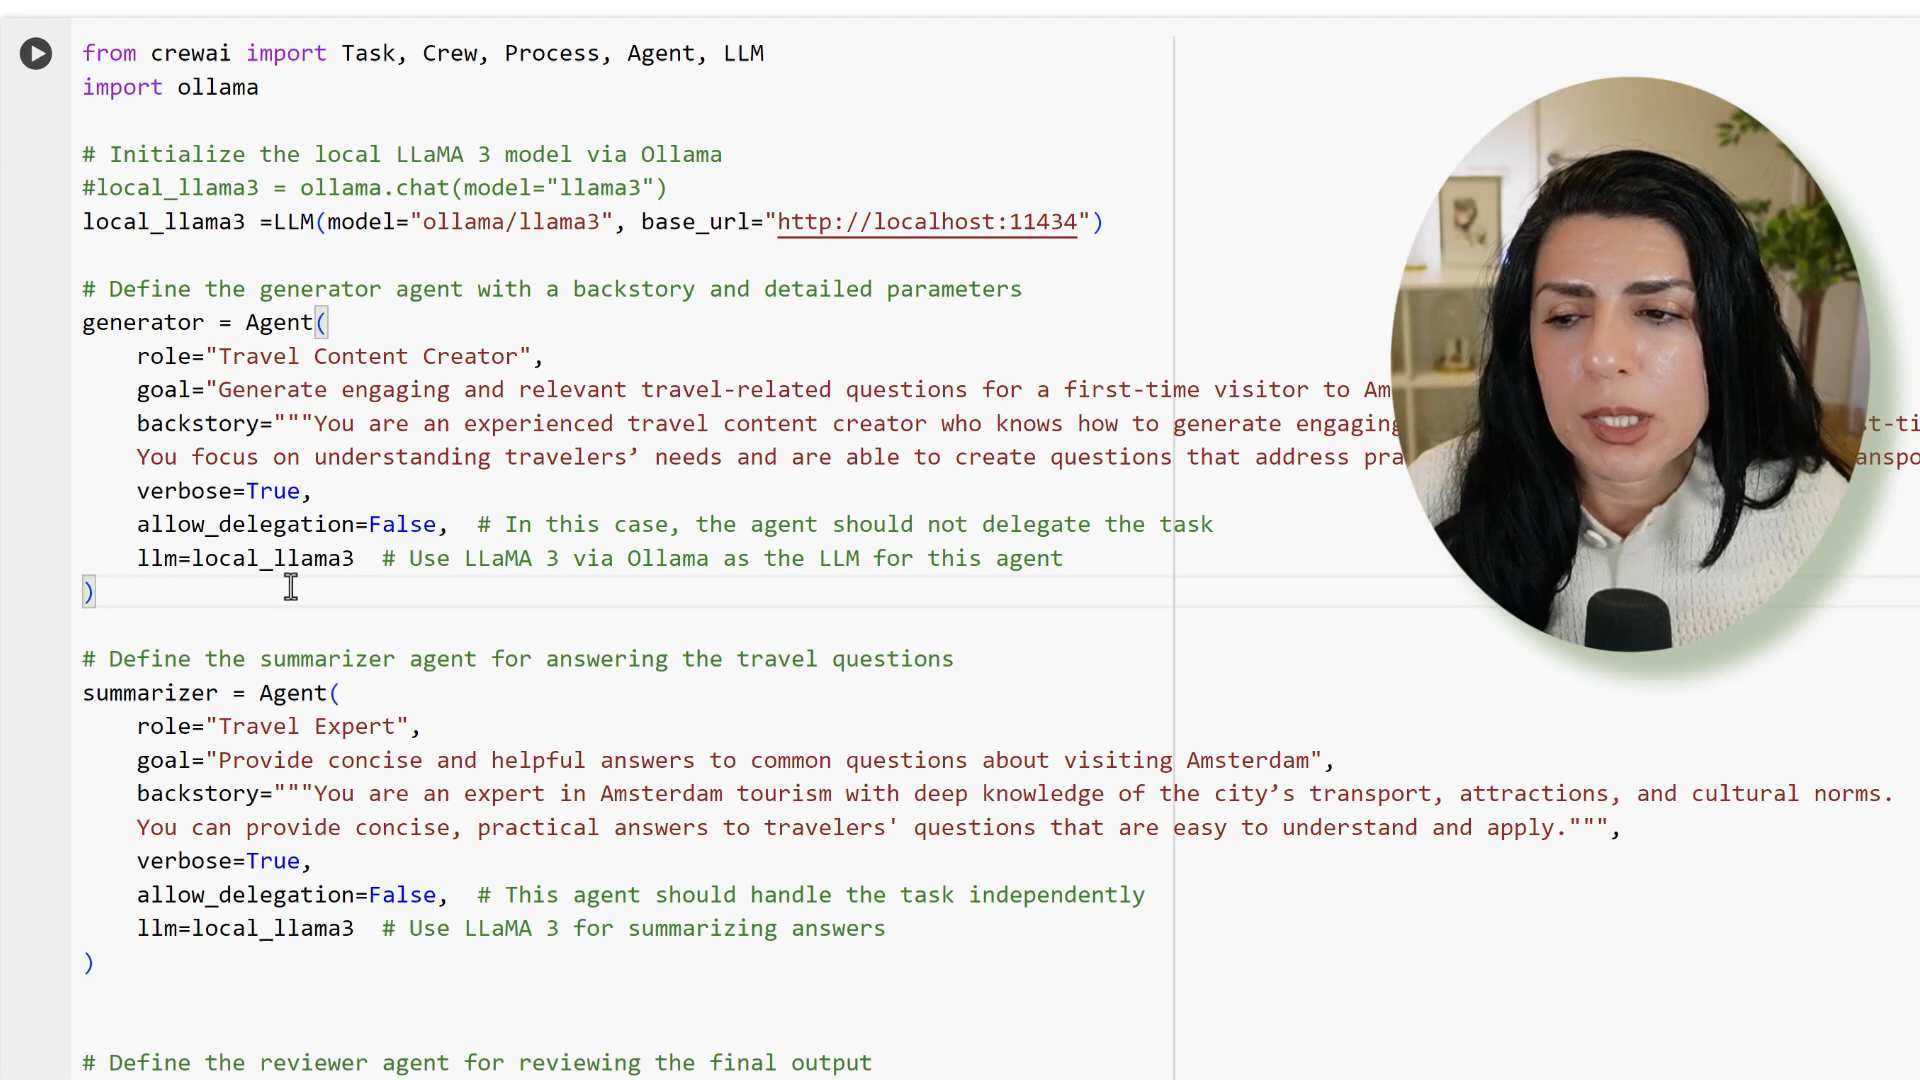 from crewai import Task, Crew, Process, Agent, LLM
import ollama
# Initialize the local LLaMA 3 model via Ollama
#local_llama3 = ollama.chat(model="llama3")
local_llama3 =LLM(model="ollama/llama3", base_url="http://localhost:11434")
# Define the generator agent with a backstory and detailed parameters
generator = Agent(
role="Travel Content Creator",
goal="Generate engaging and relevant travel-related questions for a first-time visitor to Am
backstory="""You are an experienced travel content creator who knows how to generate engaging st-ti
You focus on understanding travelers’ needs and are able to create questions that address pra anspo
verbose=True,
allow_delegation=False,  # In this case, the agent should not delegate the task
llm=local_llama3  # Use LLaMA 3 via Ollama as the LLM for this agent
)
# Define the summarizer agent for answering the travel questions
summarizer = Agent(
role="Travel Expert",
goal="Provide concise and helpful answers to common questions about visiting Amsterdam",
backstory="""You are an expert in Amsterdam tourism with deep knowledge of the city’s transport, attractions, and cultural norms.
You can provide concise, practical answers to travelers' questions that are easy to understand and apply.""",
verbose=True,
allow_delegation=False,  # This agent should handle the task independently
llm=local_llama3  # Use LLaMA 3 for summarizing answers
)
# Define the reviewer agent for reviewing the final output